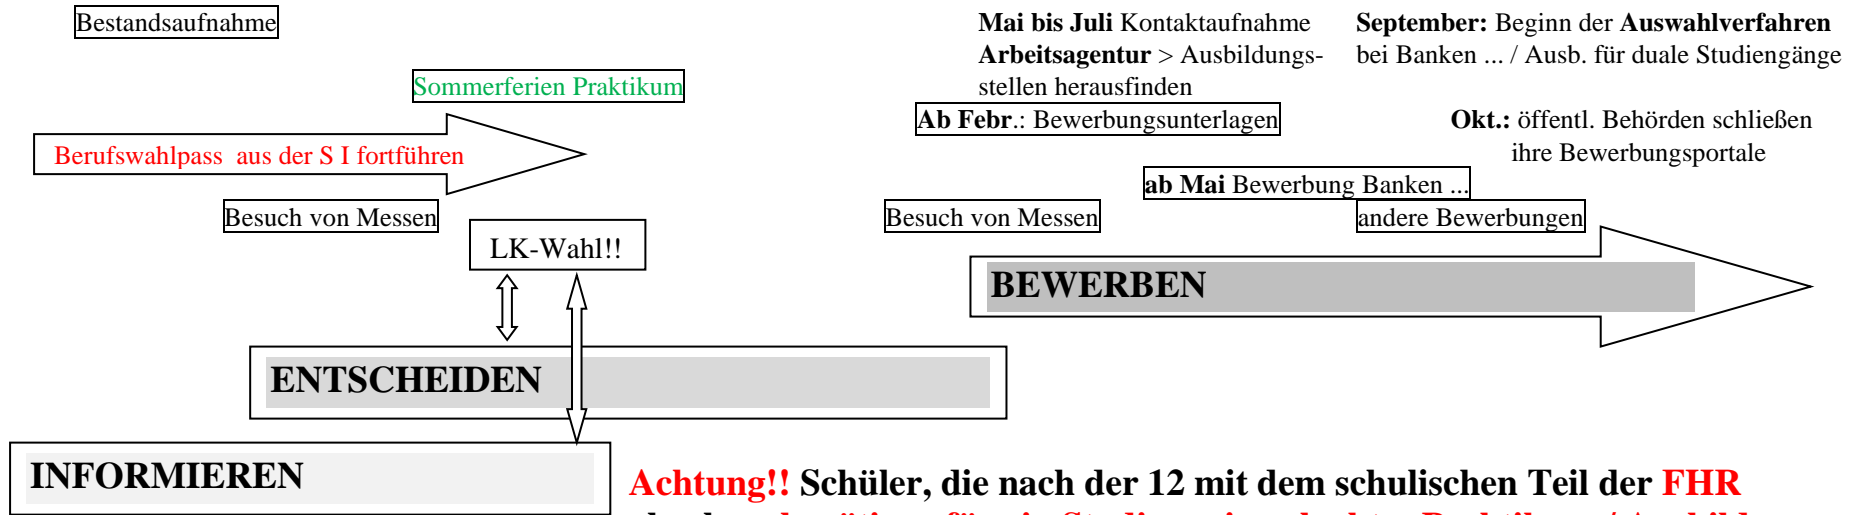 Bestandsaufnahme
Mai bis Juli Kontaktaufnahme
Arbeitsagentur > Ausbildungs-
stellen herausfinden
September: Beginn der Auswahlverfahren
bei Banken ... / Ausb. für duale Studiengänge
Sommerferien Praktikum
Ab Febr.: Bewerbungsunterlagen
Okt.: öffentl. Behörden schließen
ihre Bewerbungsportale
Berufswahlpass aus der S I fortführen
ab Mai Bewerbung Banken ...
Besuch von Messen
Besuch von Messen
andere Bewerbungen
LK-Wahl!!
BEWERBEN
ENTSCHEIDEN
INFORMIEREN
Achtung!! Schüler, die nach der 12 mit dem schulischen Teil der FHR